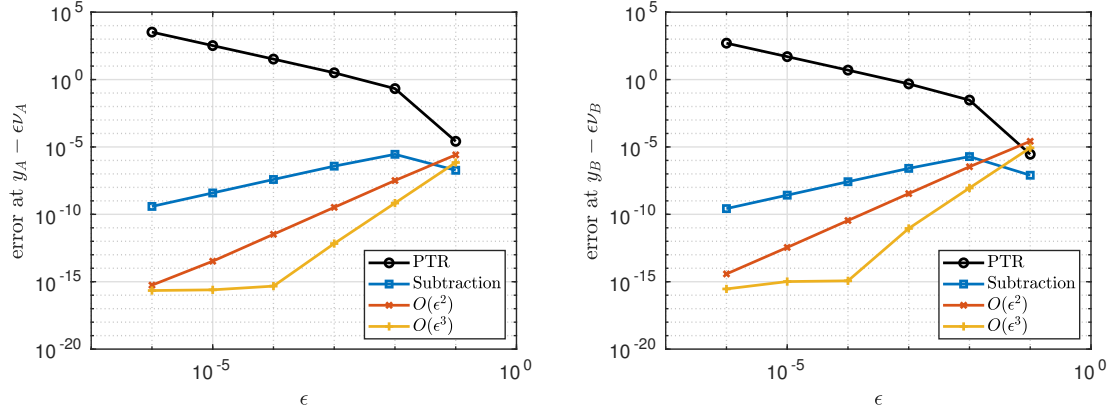 error at y_A − ϵν_A
10^5
10^0
10^-5
10^-10
10^-15
10^-20
PTR
Subtraction
O(ϵ^2)
O(ϵ^3)
10^-5
10^0
ϵ
error at y_B − ϵν_B
10^5
10^0
10^-5
10^-10
10^-15
10^-20
PTR
Subtraction
O(ϵ^2)
O(ϵ^3)
10^-5
10^0
ϵ